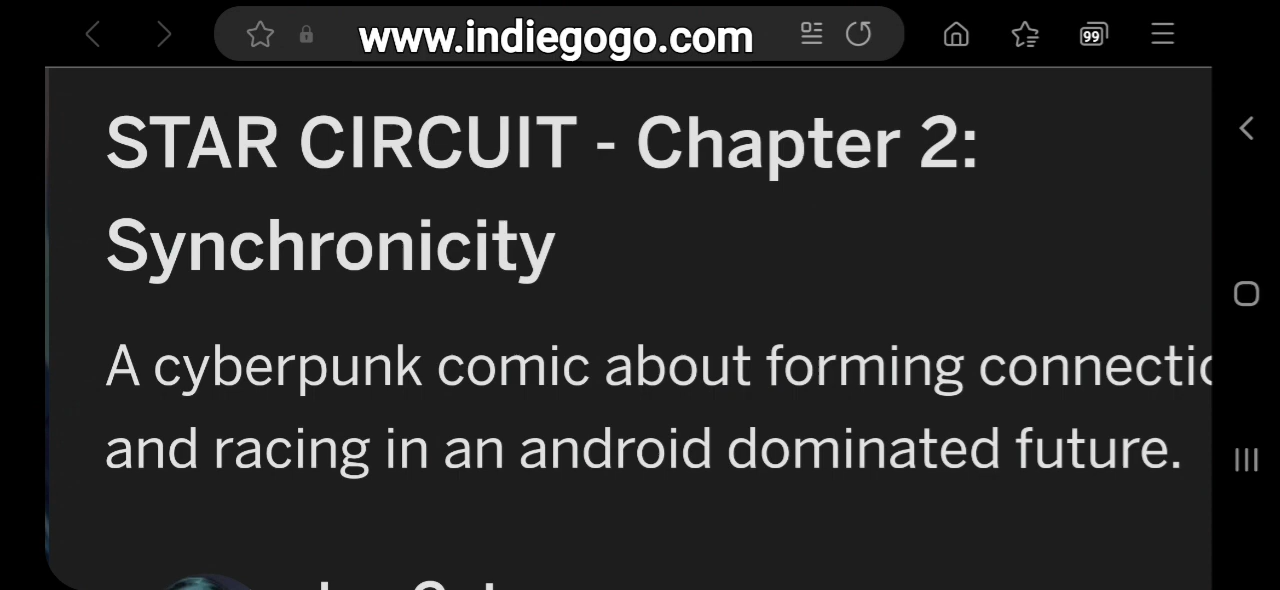 www.indiegogo.com
99
STAR CIRCUIT - Chapter 2:
Synchronicity
A cyberpunk comic about forming
and racing in an android dominated future.